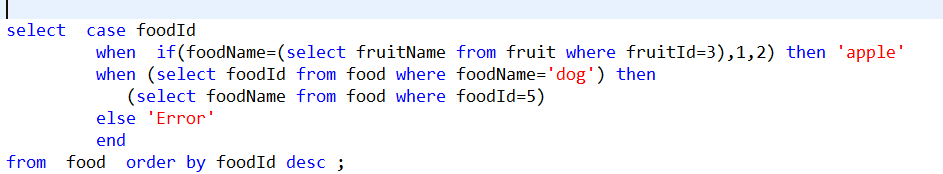 select  case foodId
         when  if(foodName=(select fruitName from fruit where fruitId=3),1,2) then 'apple'
         when (select foodId from food where foodName='dog') then
            (select foodName from food where foodId=5)
         else 'Error'
         end
from  food  order by foodId desc ;